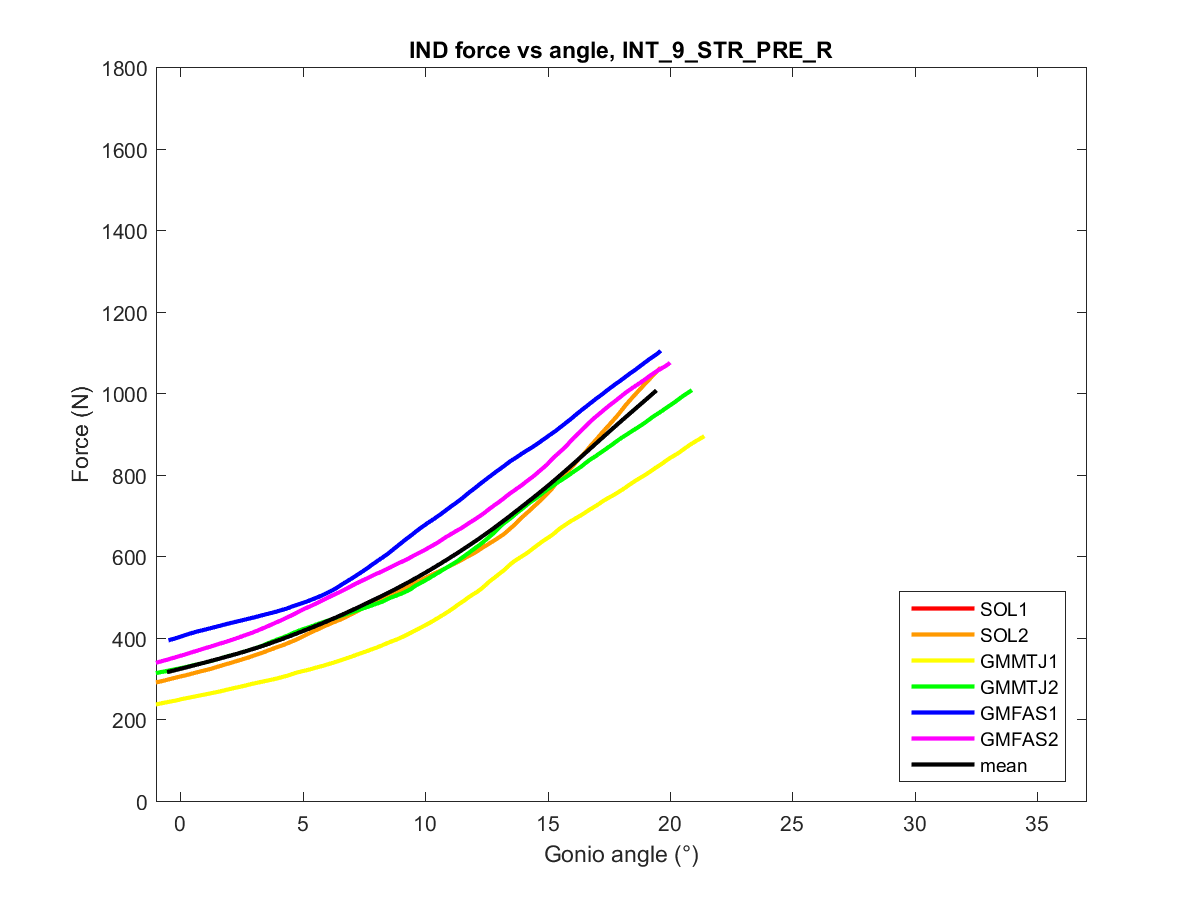 IND force vs angle, INT_9_STR_PRE_R
1800
1600
1400
1200
1000
800
600
400
200
0
Force (N)
0 5 10 15 20 25 30 35
Gonio angle (°)
SOL1
SOL2
GMMTJ1
GMMTJ2
GMFAS1
GMFAS2
mean